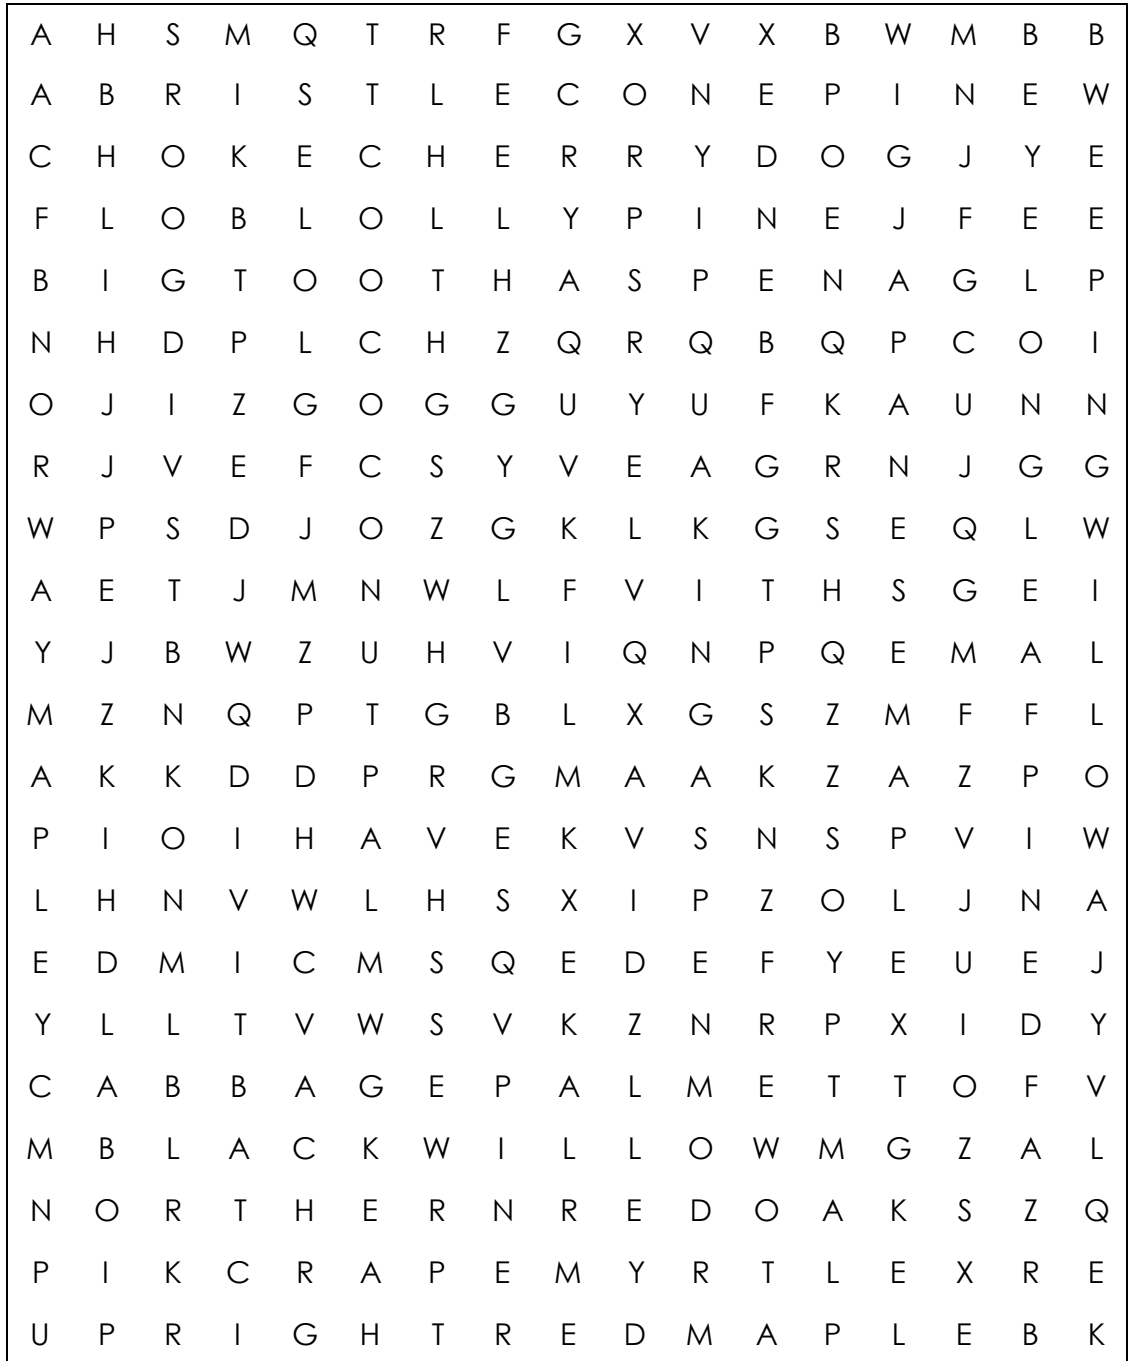 A H S M Q T R F G X V X B W M B B
A B R I S T L E C O N E P I N E W
C H O K E C H E R R Y D O G J Y E
F L O B L O L L Y P I N E J F E E
B I G T O O T H A S P E N A G L P
N H D P L C H Z Q R Q B Q P C O I
O J I Z G O G G U Y U F K A U N N
R J V E F C S Y V E A G R N J G G
W P S D J O Z G K L K G S E Q L W
A E T J M N W L F V I T H S G E I
Y J B W Z U H V I Q N P Q E M A L
M Z N Q P T G B L X G S Z M F F L
A K K D D P R G M A A K Z A Z P O
P I O I H A V E K V S N S P V I W
L H N V W L H S X I P Z O L J N A
E D M I C M S Q E D E F Y E U E J
Y L L T V W S V K Z N R P X I D Y
C A B B A G E P A L M E T T O F V
M B L A C K W I L L O W M G Z A L
N O R T H E R N R E D O A K S Z Q
P I K C R A P E M Y R T L E X R E
U P R I G H T R E D M A P L E B K